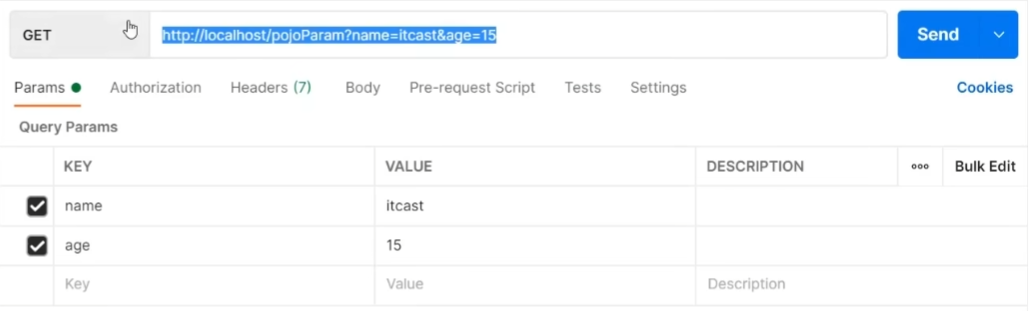 GET http://localhost/pojoParam?name=itcast&age=15 Send
Params Authorization Headers (7) Body Pre-request Script Tests Settings Cookies
Query Params
KEY VALUE DESCRIPTION ooo Bulk Edit
name itcast
age 15
Key Value Description